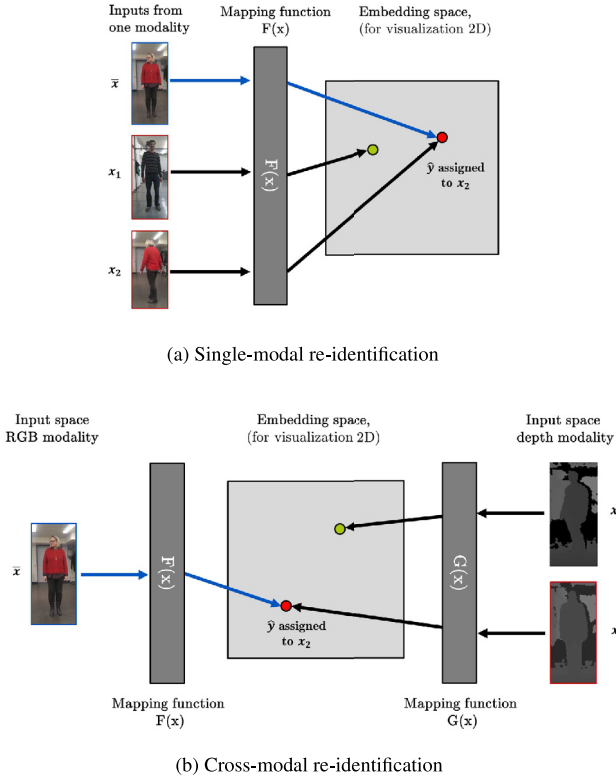 Inputs from
one modality
Mapping function
F(x)
Embedding space,
(for visualization 2D)
x̅
x₁
x₂
F(x)
ŷ assigned
to x₂
(a) Single-modal re-identification
Input space
RGB modality
Embedding space,
(for visualization 2D)
Input space
depth modality
x̅
F(x)
G(x)
x
x
ŷ assigned
to x₂
Mapping function
F(x)
Mapping function
G(x)
(b) Cross-modal re-identification